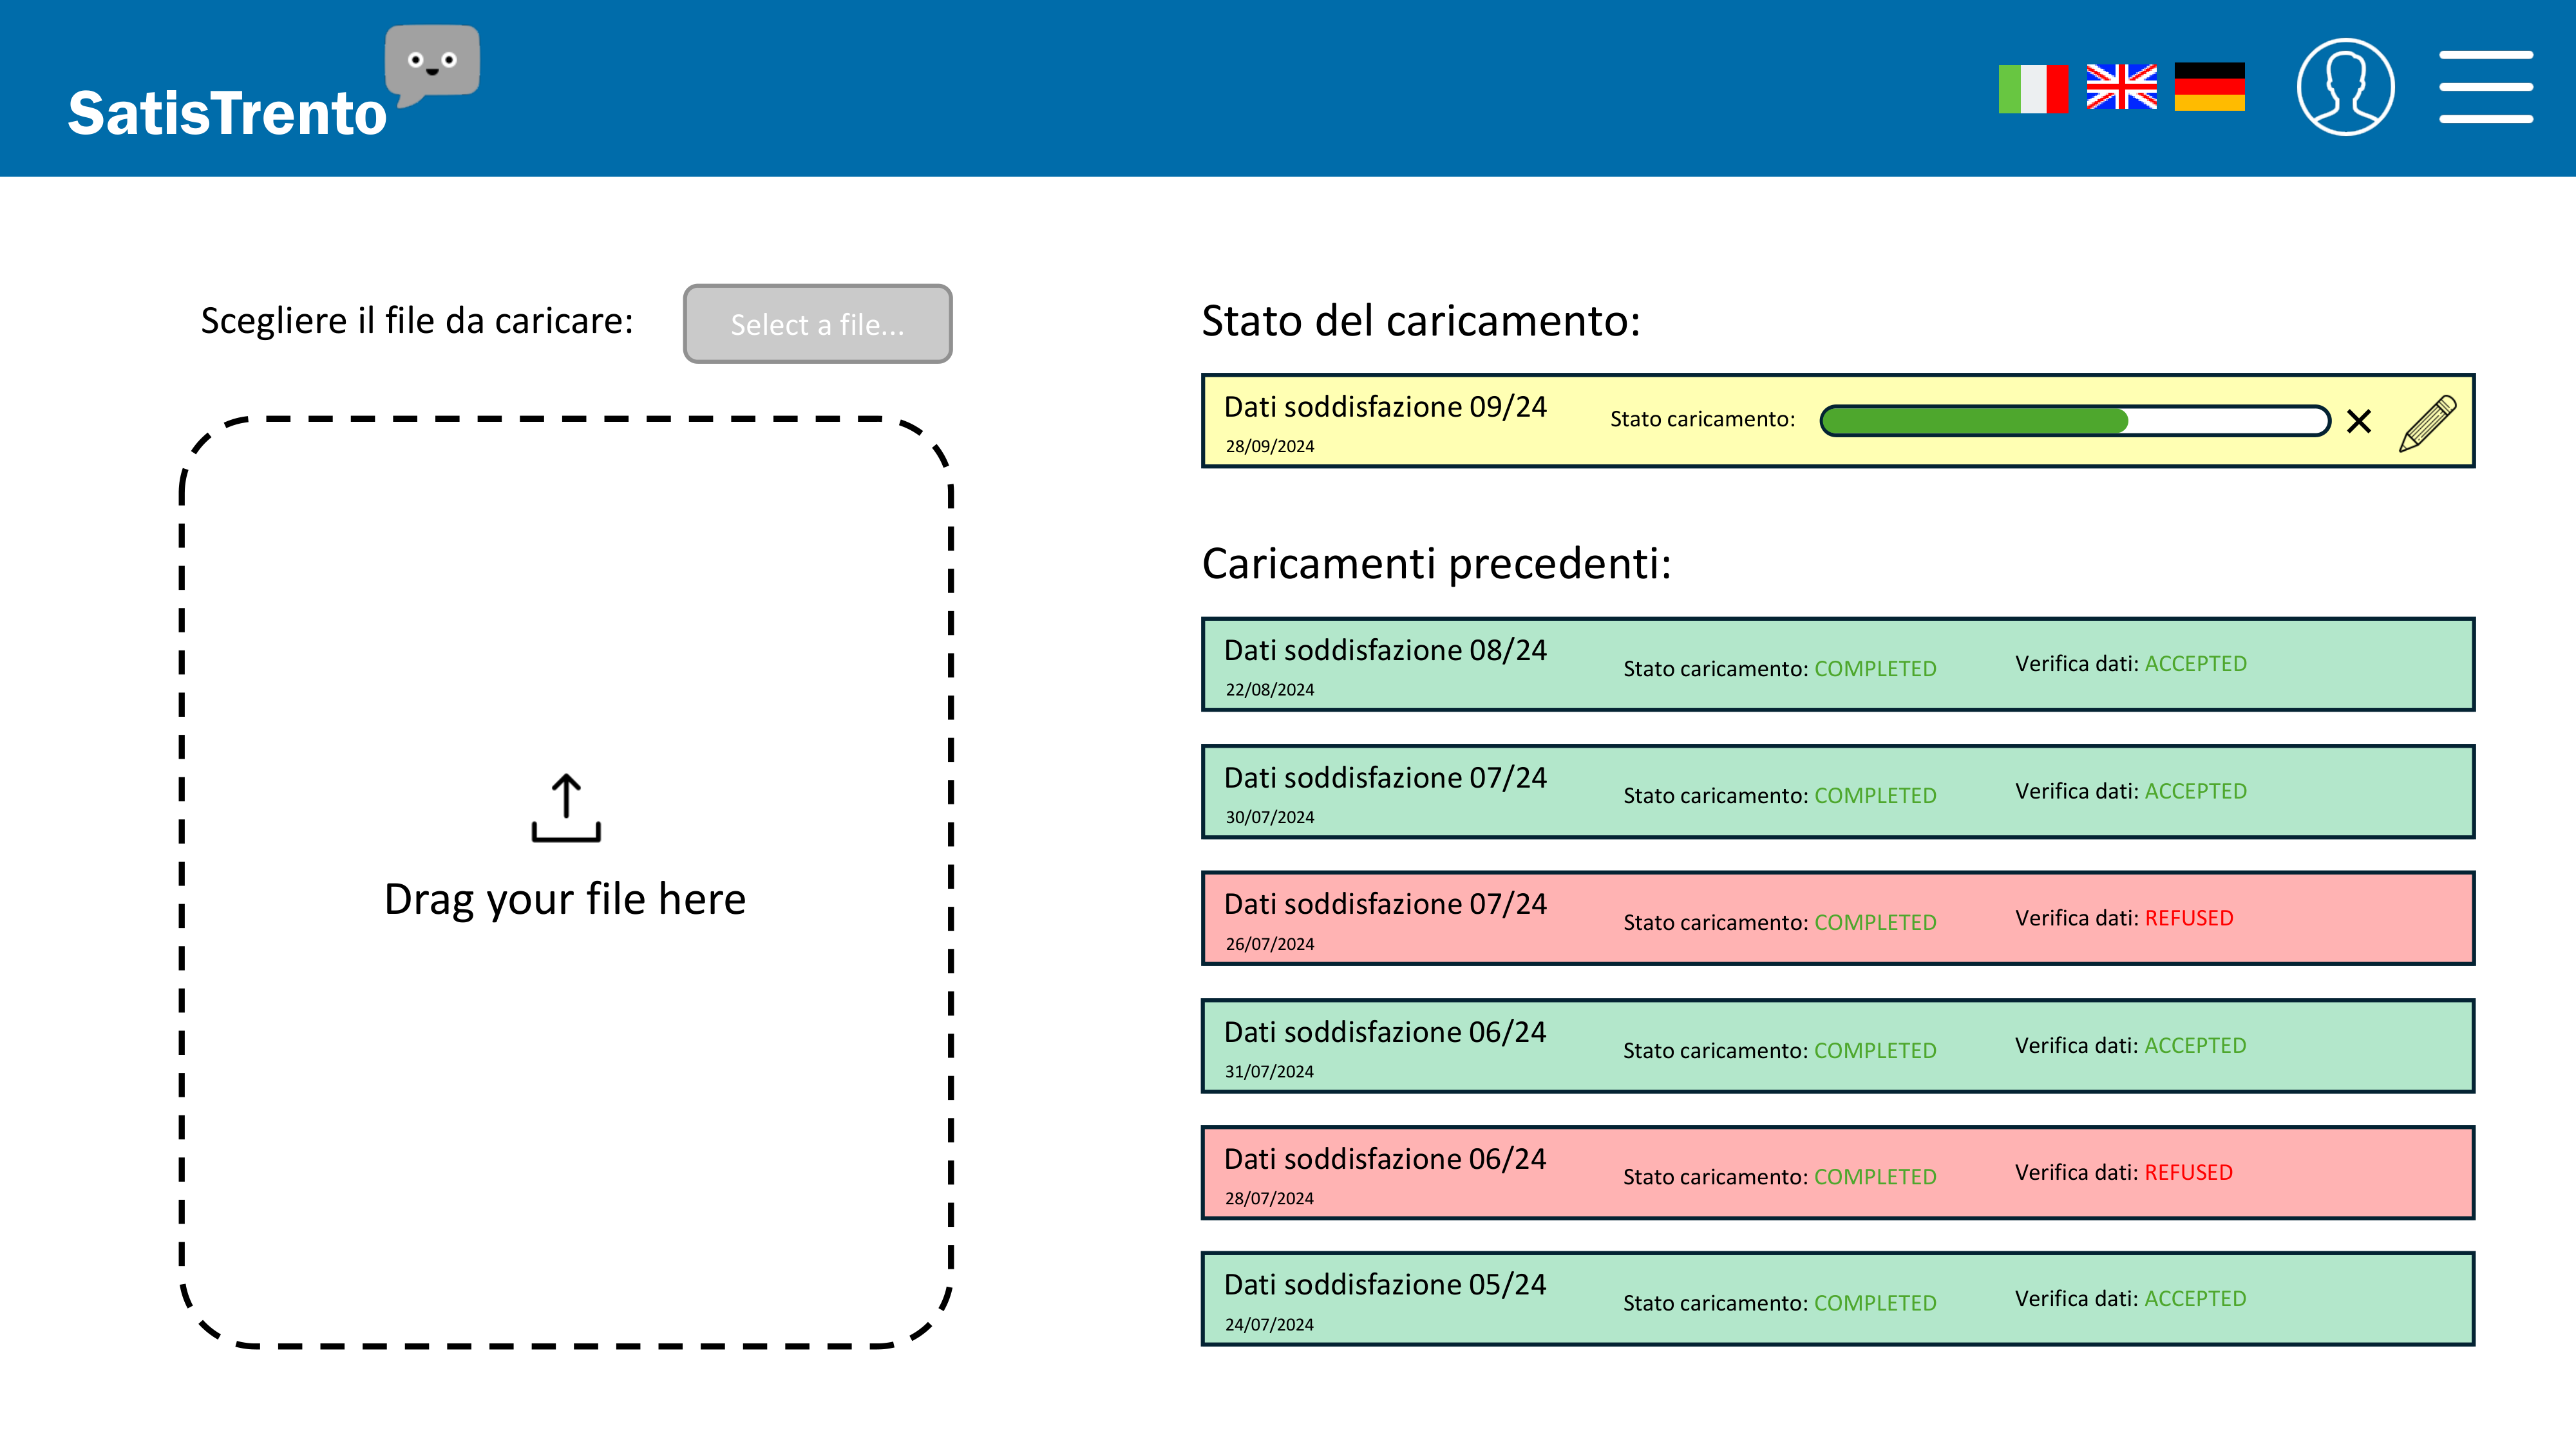 SatisTrento
Scegliere il file da caricare:
Select a file...
Drag your file here
Stato del caricamento:
Dati soddisfazione 09/24
28/09/2024
Stato caricamento:
Caricamenti precedenti:
Dati soddisfazione 08/24
22/08/2024
Stato caricamento: COMPLETED
Verifica dati: ACCEPTED
Dati soddisfazione 07/24
30/07/2024
Stato caricamento: COMPLETED
Verifica dati: ACCEPTED
Dati soddisfazione 07/24
26/07/2024
Stato caricamento: COMPLETED
Verifica dati: REFUSED
Dati soddisfazione 06/24
31/07/2024
Stato caricamento: COMPLETED
Verifica dati: ACCEPTED
Dati soddisfazione 06/24
28/07/2024
Stato caricamento: COMPLETED
Verifica dati: REFUSED
Dati soddisfazione 05/24
24/07/2024
Stato caricamento: COMPLETED
Verifica dati: ACCEPTED